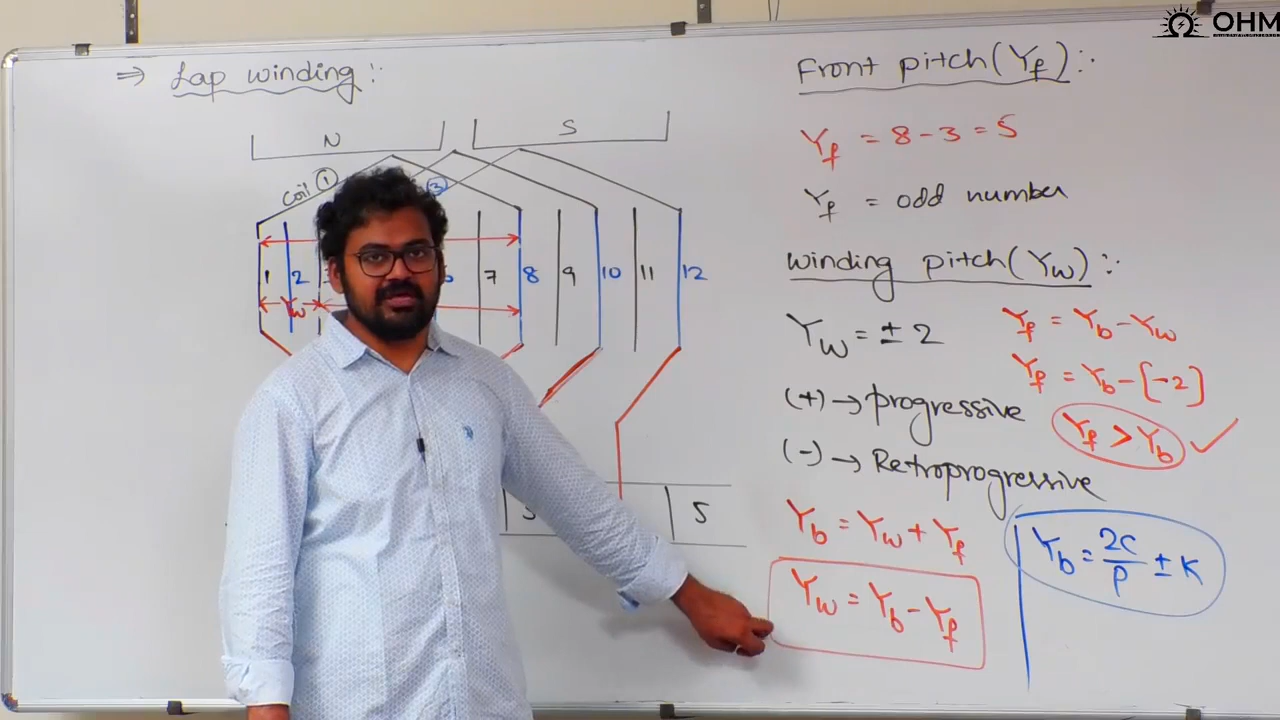 OHM
⇒ Lap winding :-
N
S
Coil ①
②
1 2 7 8 9 10 11 12
Yw
S
Front pitch (Yf) :-
Yf = 8 - 3 = 5
Yf = odd number
Winding pitch (Yw) :-
Yw = ± 2
(+) → progressive
(-) → Retroprogressive
Yf = Yb - Yw
Yf = Yb - [-2]
Yf > Yb ✓
Yb = Yw + Yf
Yw = Yb - Yf
Yb = 2C/P ± K